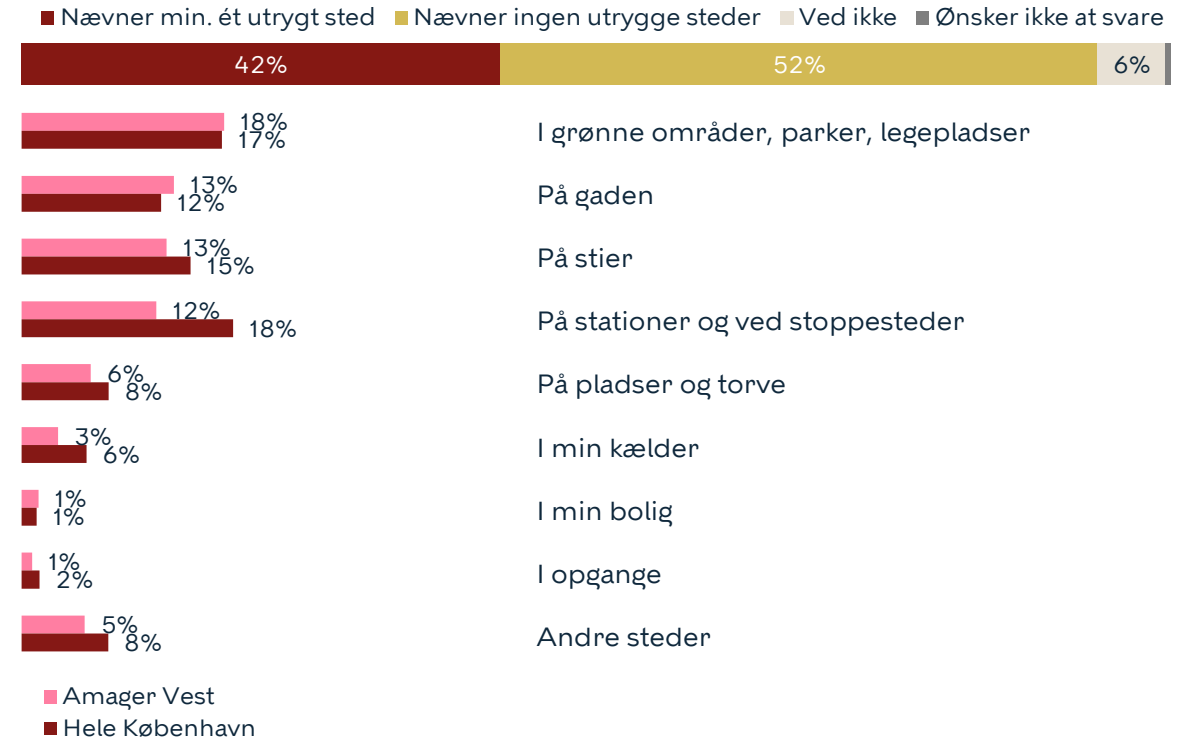 Nævner min. ét utrygt sted Nævner ingen utrygge steder Ved ikke Ønsker ikke at svare
42% 52% 6%
18%
17%
I grønne områder, parker, legepladser
13%
12%
På gaden
13%
15%
På stier
12%
18%
På stationer og ved stoppesteder
6%
8%
På pladser og torve
3%
6%
I min kælder
1%
1%
I min bolig
1%
2%
I opgange
5%
8%
Andre steder
Amager Vest
Hele København